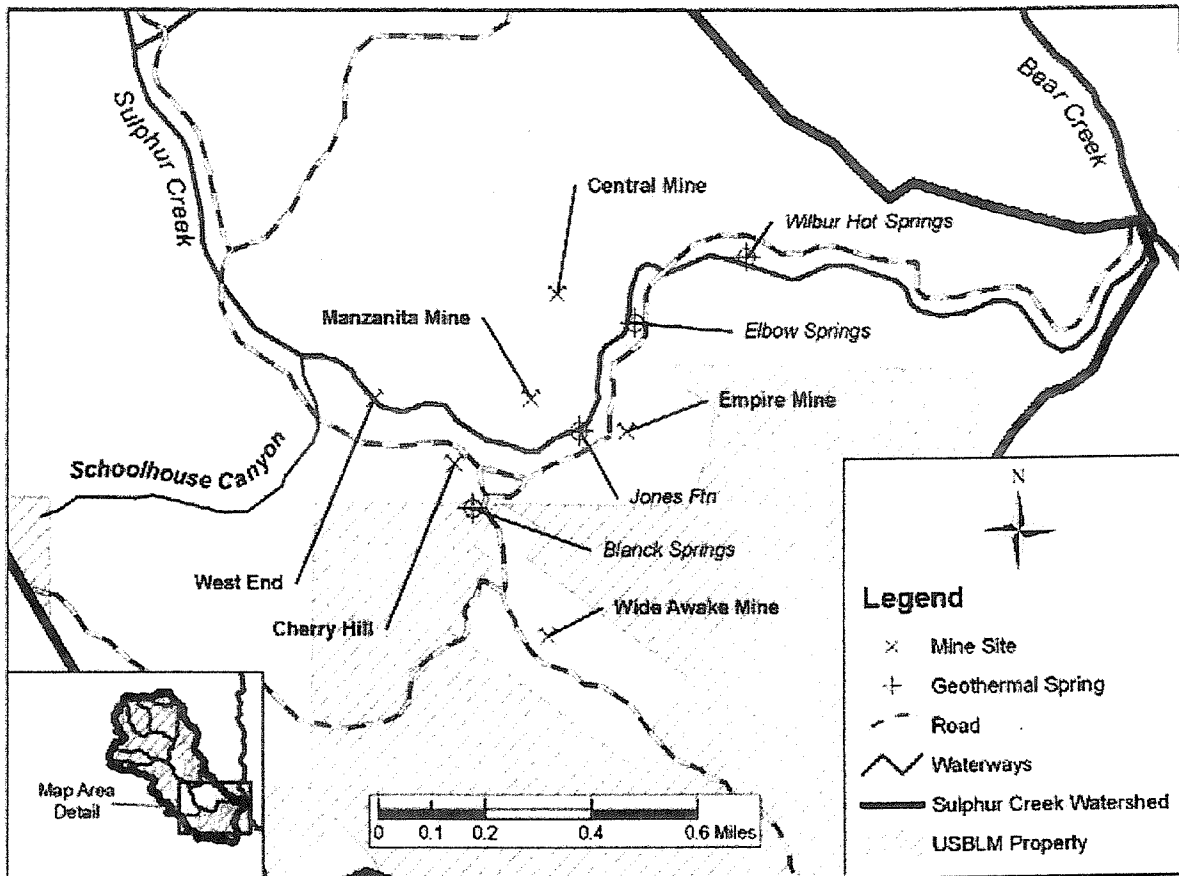 Sulphur Creek
Bear Creek
Central Mine
Wilbur Hot Springs
Manzanita Mine
Elbow Springs
Empire Mine
Schoolhouse Canyon
Jones Ftn
Blanck Springs
West End
Cherry Hill
Wide Awake Mine
N
Legend
Mine Site
Geothermal Spring
Road
Waterways
Sulphur Creek Watershed
USBLM Property
Map Area
Detail
0 0.1 0.2 0.4 0.6 Miles